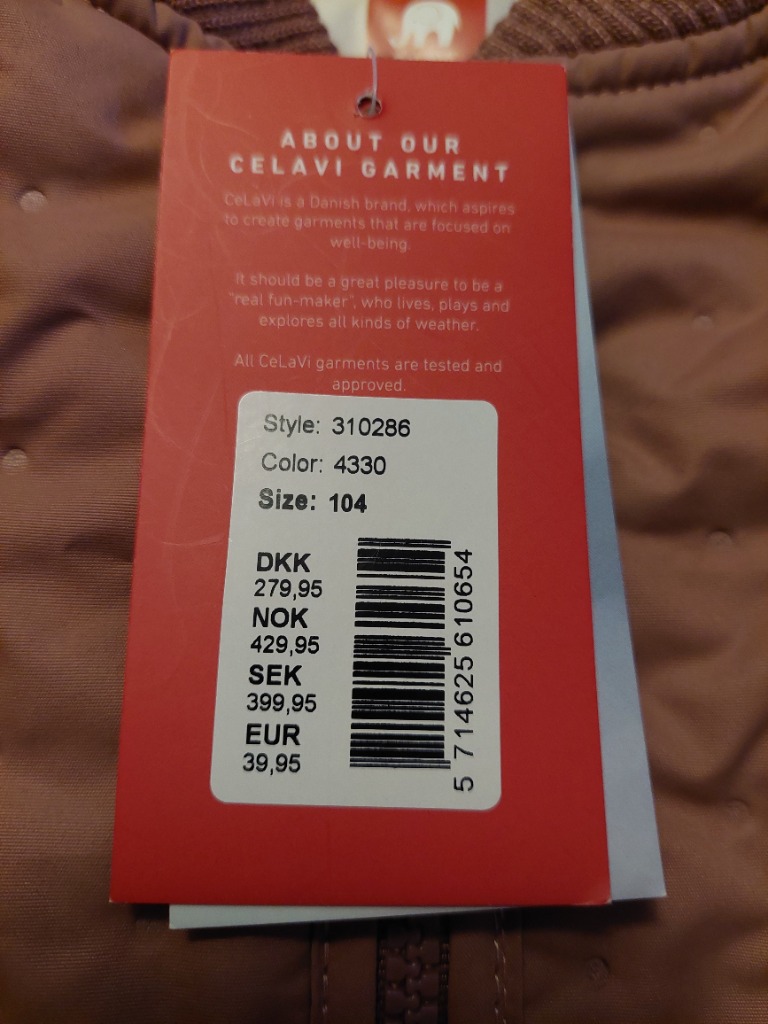 ABOUT OUR
CELAVI GARMENT
CeLaVi is a Danish brand, which aspires
to create garments that are focused on
well-being.
It should be a great pleasure to be a
"real fun-maker", who lives, plays and
explores all kinds of weather.
All CeLaVi garments are tested and
approved.
Style: 310286
Color: 4330
Size: 104
DKK
279,95
NOK
429,95
SEK
399,95
EUR
39,95
5 714625 610654